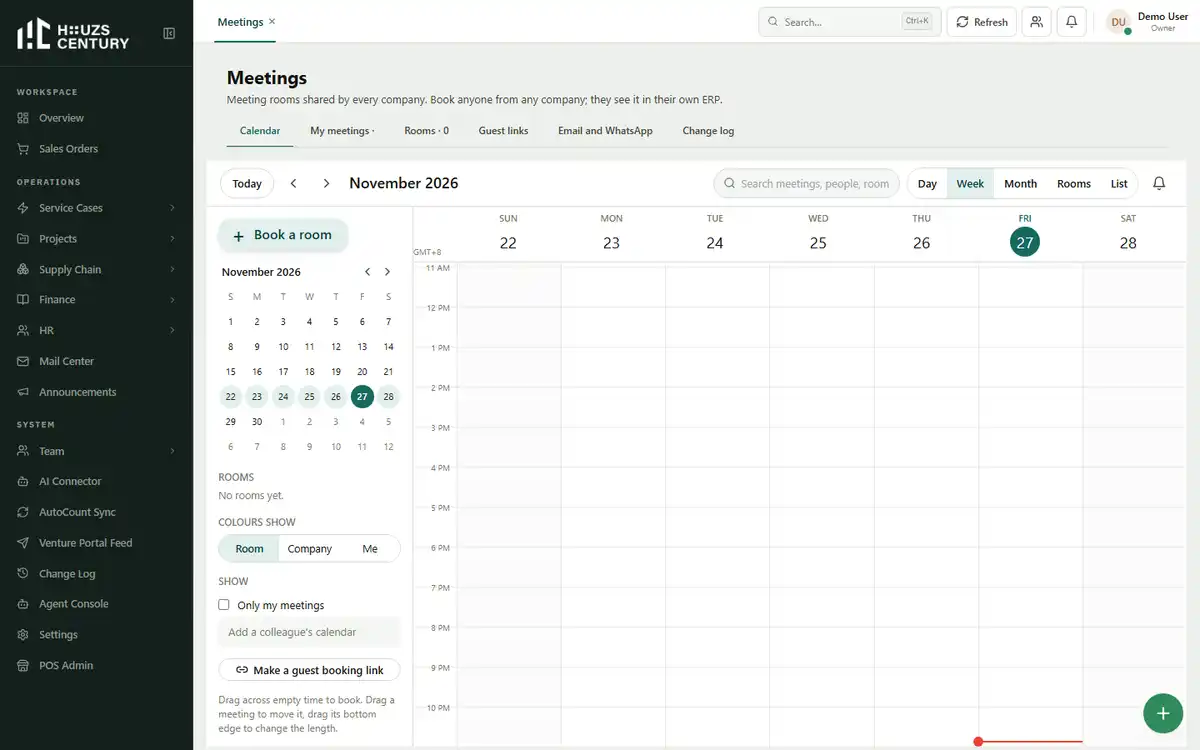 HOUZS
CENTURY
WORKSPACE
Overview
Sales Orders
OPERATIONS
Service Cases
Projects
Supply Chain
Finance
HR
Mail Center
Announcements
SYSTEM
Team
AI Connector
AutoCount Sync
Venture Portal Feed
Change Log
Agent Console
Settings
POS Admin
Meetings ×
Search... Ctrl+K
Refresh
DU
Demo User
Owner
Meetings
Meeting rooms shared by every company. Book anyone from any company; they see it in their own ERP.
Calendar My meetings · Rooms · 0 Guest links Email and WhatsApp Change log
Today November 2026 Search meetings, people, room Day Week Month Rooms List
+ Book a room
November 2026
S M T W T F S
1 2 3 4 5 6 7
8 9 10 11 12 13 14
15 16 17 18 19 20 21
22 23 24 25 26 27 28
29 30 1 2 3 4 5
6 7 8 9 10 11 12
ROOMS
No rooms yet.
COLOURS SHOW
Room Company Me
SHOW
Only my meetings
Add a colleague's calendar
Make a guest booking link
Drag across empty time to book. Drag a
meeting to move it, drag its bottom
edge to change the length.
SUN MON TUE WED THU FRI SAT
22 23 24 25 26 27 28
GMT+8
11 AM
12 PM
1 PM
2 PM
3 PM
4 PM
5 PM
6 PM
7 PM
8 PM
9 PM
10 PM
+